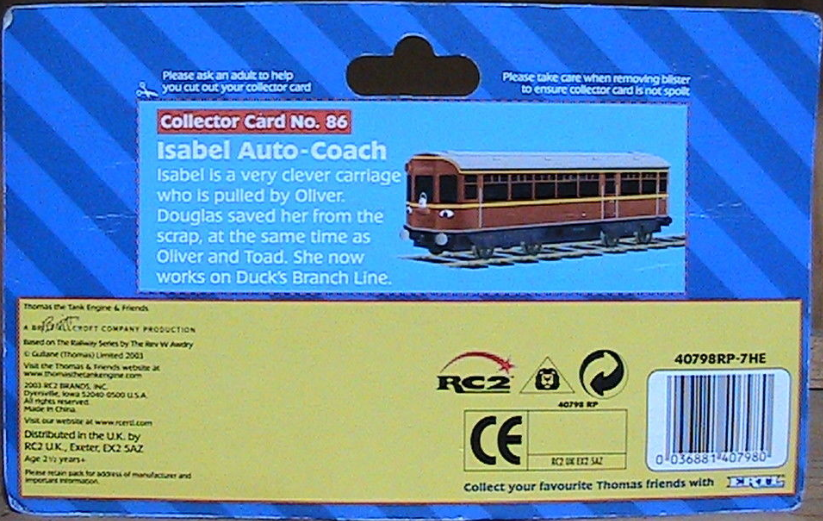 Please ask an adult to help
you cut out your collector card
Please take care when removing blister
to ensure collector card is not spoilt
Collector Card No. 86
Isabel Auto-Coach
Isabel is a very clever carriage
who is pulled by Oliver.
Douglas saved her from the
scrap, at the same time as
Oliver and Toad. She now
works on Duck's Branch Line.
Thomas the Tank Engine & Friends
A BRITT ALLCROFT COMPANY PRODUCTION
Based on The Railway Series by The Rev W Awdry
© Gullane (Thomas) Limited 2003
Visit the Thomas & Friends website at
www.thomasthetankengine.com
2003 RC2 BRANDS, INC.
Dyersville, Iowa 52040-0500 U.S.A.
All rights reserved.
Made in China.
Visit our website at www.rcertl.com
Distributed in the U.K. by
RC2 U.K., Exeter, EX2 5AZ
Age 2½ years+
Please retain pack for address of manufacturer and
important information.
RC2
40798 RP
CE
RC2 UK EX2 5AZ
40798RP-7HE
0 036881 407980
Collect your favourite Thomas friends with ERTL